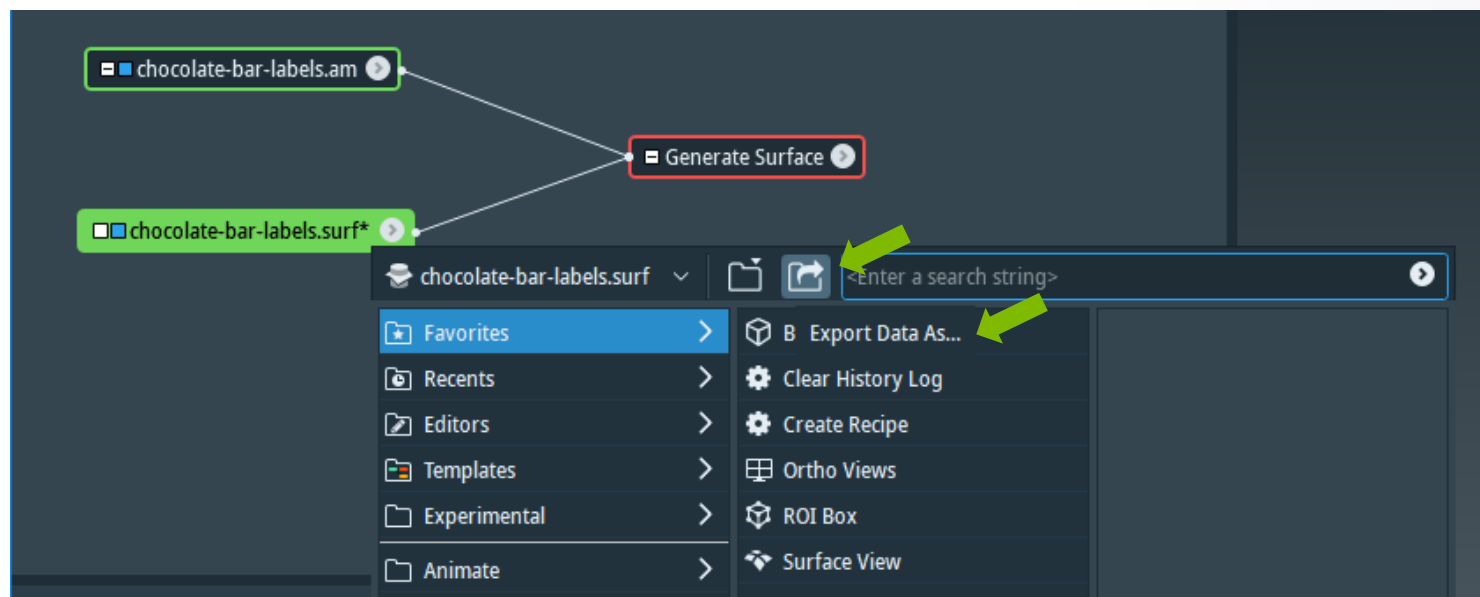 chocolate-bar-labels.am
Generate Surface
chocolate-bar-labels.surf*
chocolate-bar-labels.surf
<Enter a search string>
Favorites
B Export Data As...
Recents
Clear History Log
Editors
Create Recipe
Templates
Ortho Views
Experimental
ROI Box
Animate
Surface View